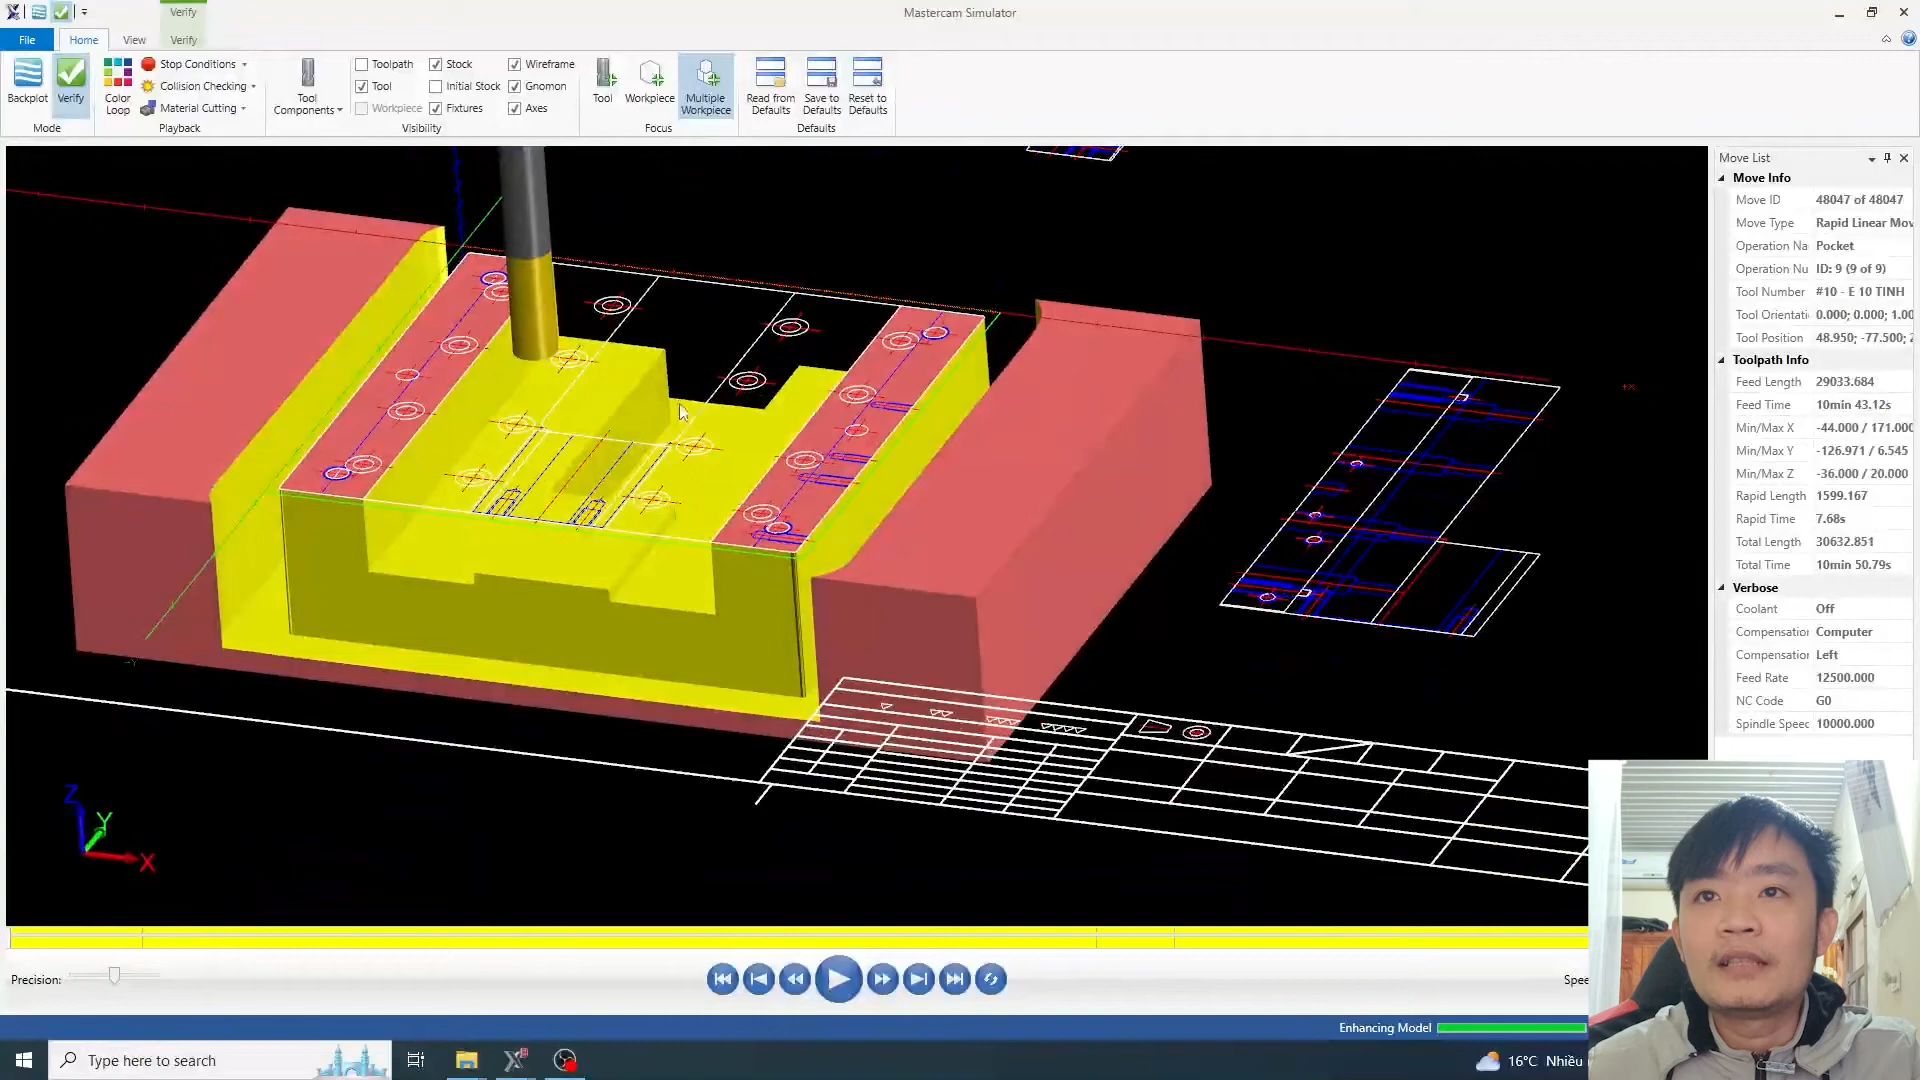 Verify
Mastercam Simulator
File
Home
View
Verify
Backplot
Verify
Mode
Color Loop
Stop Conditions
Collision Checking
Material Cutting
Playback
Tool Components
Toolpath
Tool
Workpiece
Stock
Initial Stock
Fixtures
Wireframe
Gnomon
Axes
Visibility
Tool
Workpiece
Multiple Workpiece
Focus
Read from Defaults
Save to Defaults
Reset to Defaults
Defaults
Move List
Move Info
Move ID 48047 of 48047
Move Type Rapid Linear Mov
Operation Na Pocket
Operation Nu ID: 9 (9 of 9)
Tool Number #10 - E 10 TINH
Tool Orientati 0.000; 0.000; 1.00
Tool Position 48.950; -77.500; 2
Toolpath Info
Feed Length 29033.684
Feed Time 10min 43.12s
Min/Max X -44.000 / 171.000
Min/Max Y -126.971 / 6.545
Min/Max Z -36.000 / 20.000
Rapid Length 1599.167
Rapid Time 7.68s
Total Length 30632.851
Total Time 10min 50.79s
Verbose
Coolant Off
Compensation Computer
Compensation Left
Feed Rate 12500.000
NC Code G0
Spindle Speed 10000.000
+X
Z
Y
X
Precision:
Spee
Enhancing Model
Type here to search
16°C Nhiều